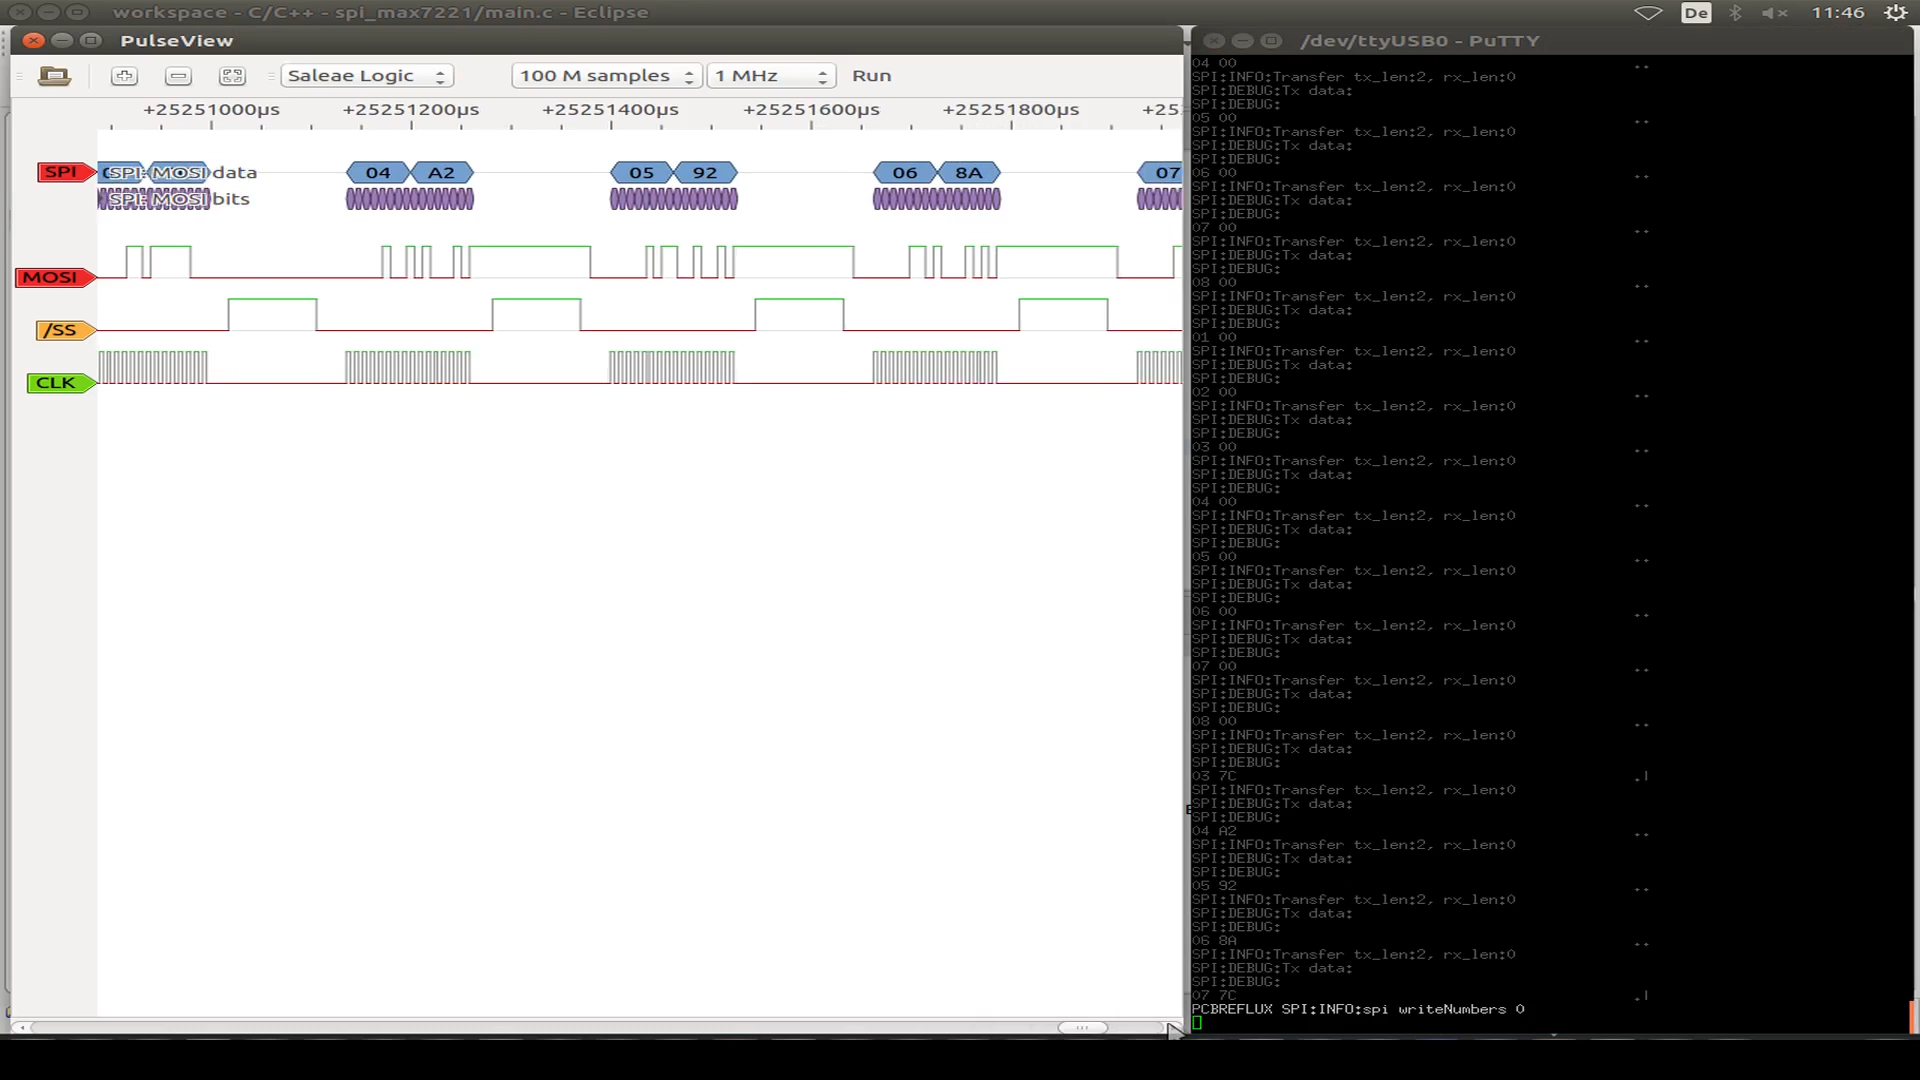 workspace - C/C++ - spi_max7221/main.c - Eclipse
De
11:46
PulseView
Saleae Logic
100 M samples
1 MHz
Run
+25251000µs
+25251200µs
+25251400µs
+25251600µs
+25251800µs
SPI
SPI: MOSI data
04
A2
05
92
06
8A
07
SPI: MOSI bits
MOSI
/SS
CLK
/dev/ttyUSB0 - PuTTY
04 00 ..
SPI:INFO:Transfer tx_len:2, rx_len:0
SPI:DEBUG:Tx data:
SPI:DEBUG:
05 00 ..
SPI:INFO:Transfer tx_len:2, rx_len:0
SPI:DEBUG:Tx data:
SPI:DEBUG:
06 00 ..
SPI:INFO:Transfer tx_len:2, rx_len:0
SPI:DEBUG:Tx data:
SPI:DEBUG:
07 00 ..
SPI:INFO:Transfer tx_len:2, rx_len:0
SPI:DEBUG:Tx data:
SPI:DEBUG:
08 00 ..
SPI:INFO:Transfer tx_len:2, rx_len:0
SPI:DEBUG:Tx data:
SPI:DEBUG:
01 00 ..
SPI:INFO:Transfer tx_len:2, rx_len:0
SPI:DEBUG:Tx data:
SPI:DEBUG:
02 00 ..
SPI:INFO:Transfer tx_len:2, rx_len:0
SPI:DEBUG:Tx data:
SPI:DEBUG:
03 00 ..
SPI:INFO:Transfer tx_len:2, rx_len:0
SPI:DEBUG:Tx data:
SPI:DEBUG:
04 00 ..
SPI:INFO:Transfer tx_len:2, rx_len:0
SPI:DEBUG:Tx data:
SPI:DEBUG:
05 00 ..
SPI:INFO:Transfer tx_len:2, rx_len:0
SPI:DEBUG:Tx data:
SPI:DEBUG:
06 00 ..
SPI:INFO:Transfer tx_len:2, rx_len:0
SPI:DEBUG:Tx data:
SPI:DEBUG:
07 00 ..
SPI:INFO:Transfer tx_len:2, rx_len:0
SPI:DEBUG:Tx data:
SPI:DEBUG:
08 00 ..
SPI:INFO:Transfer tx_len:2, rx_len:0
SPI:DEBUG:Tx data:
SPI:DEBUG:
03 7C .|
SPI:INFO:Transfer tx_len:2, rx_len:0
SPI:DEBUG:Tx data:
SPI:DEBUG:
04 A2 ..
SPI:INFO:Transfer tx_len:2, rx_len:0
SPI:DEBUG:Tx data:
SPI:DEBUG:
05 92 ..
SPI:INFO:Transfer tx_len:2, rx_len:0
SPI:DEBUG:Tx data:
SPI:DEBUG:
06 8A ..
SPI:INFO:Transfer tx_len:2, rx_len:0
SPI:DEBUG:Tx data:
SPI:DEBUG:
07 7C .|
PCBREFLUX SPI:INFO:spi writeNumbers 0